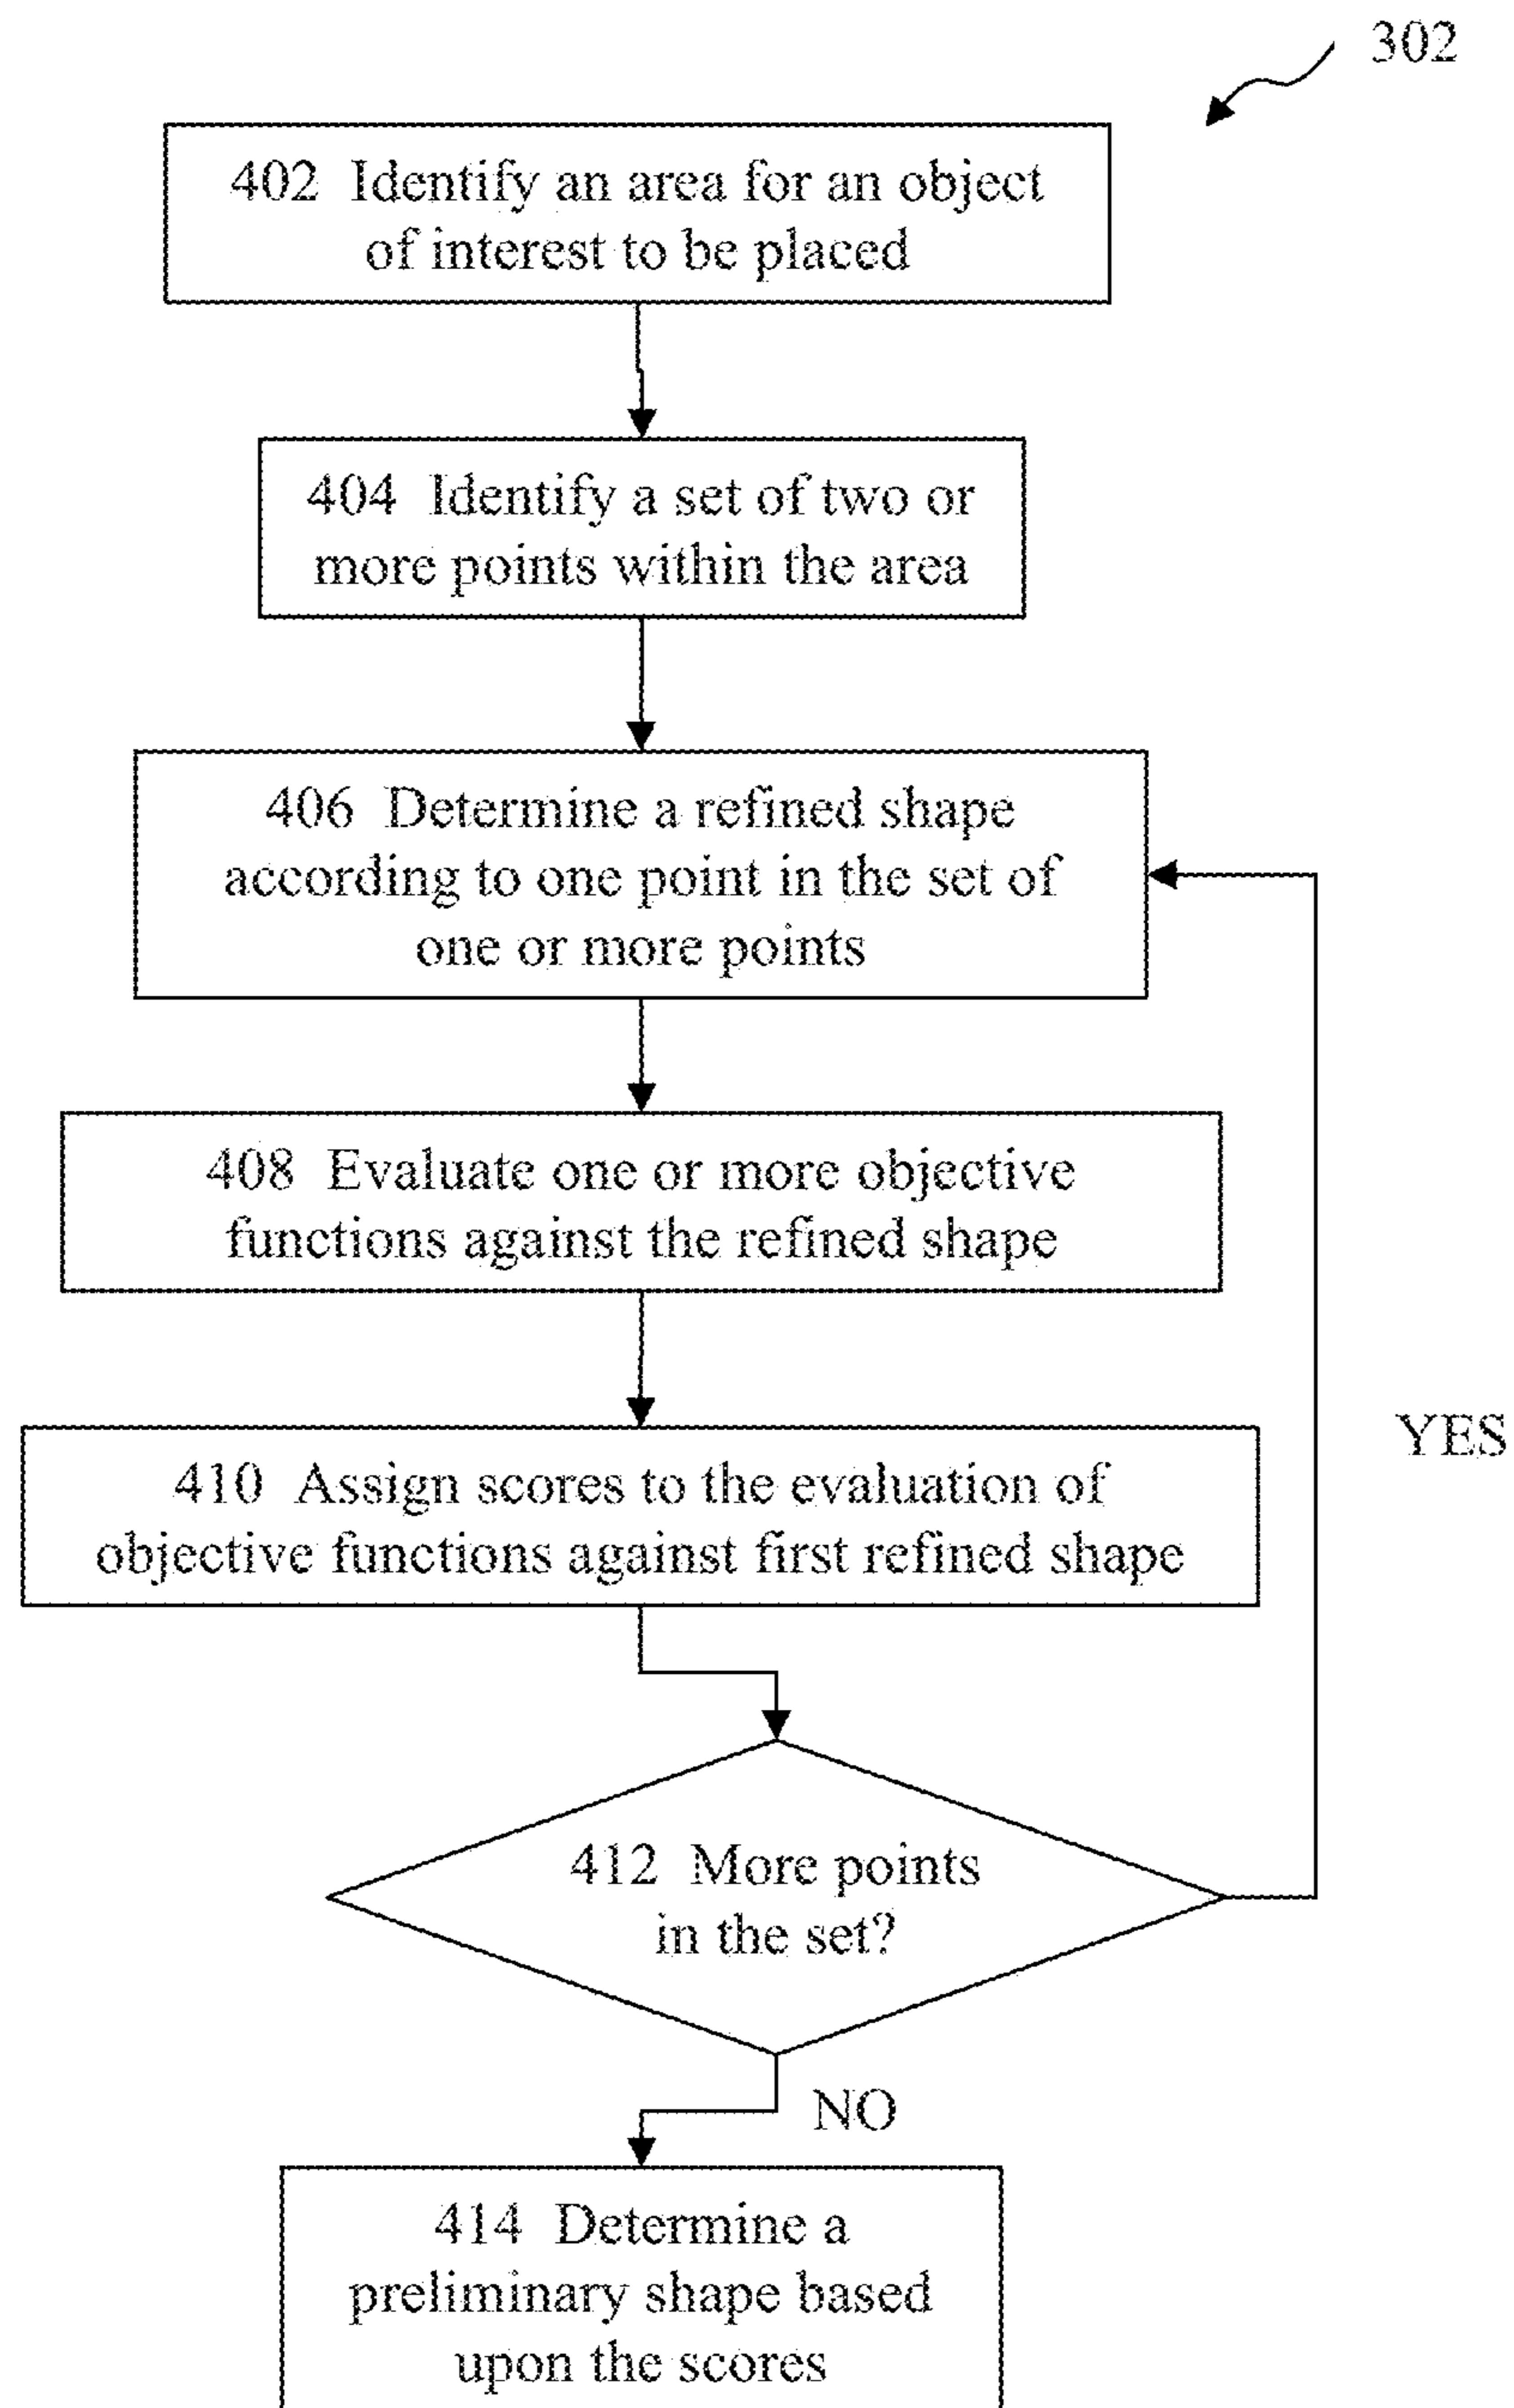 302
402 Identify an area for an object
of interest to be placed
404 Identify a set of two or
more points within the area
406 Determine a refined shape
according to one point in the set of
one or more points
408 Evaluate one or more objective
functions against the refined shape
410 Assign scores to the evaluation of
objective functions against first refined shape
YES
412 More points
in the set?
NO
414 Determine a
preliminary shape based
upon the scores